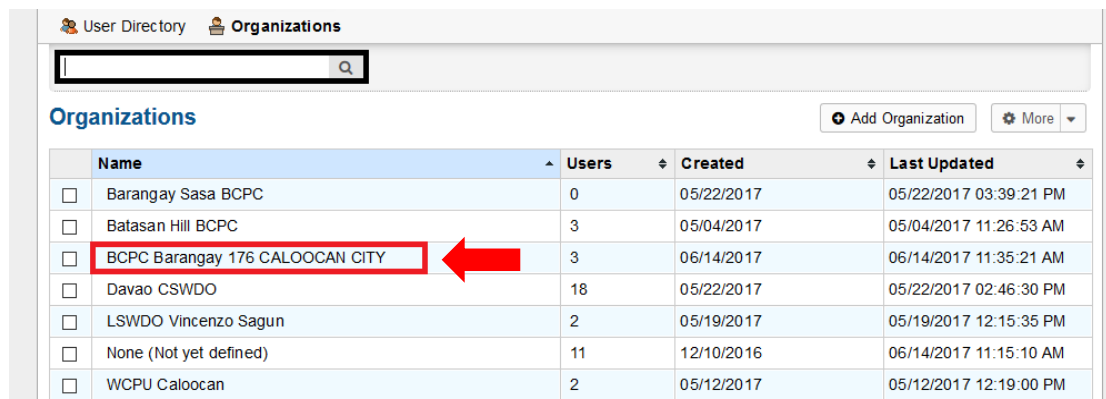 User Directory Organizations
Organizations Add Organization More
Name Users Created Last Updated
Barangay Sasa BCPC 0 05/22/2017 05/22/2017 03:39:21 PM
Batasan Hill BCPC 3 05/04/2017 05/04/2017 11:26:53 AM
BCPC Barangay 176 CALOOCAN CITY 3 06/14/2017 06/14/2017 11:35:21 AM
Davao CSWDO 18 05/22/2017 05/22/2017 02:46:30 PM
LSWDO Vincenzo Sagun 2 05/19/2017 05/19/2017 12:15:35 PM
None (Not yet defined) 11 12/10/2016 06/14/2017 11:15:10 AM
WCPU Caloocan 2 05/12/2017 05/12/2017 12:19:00 PM